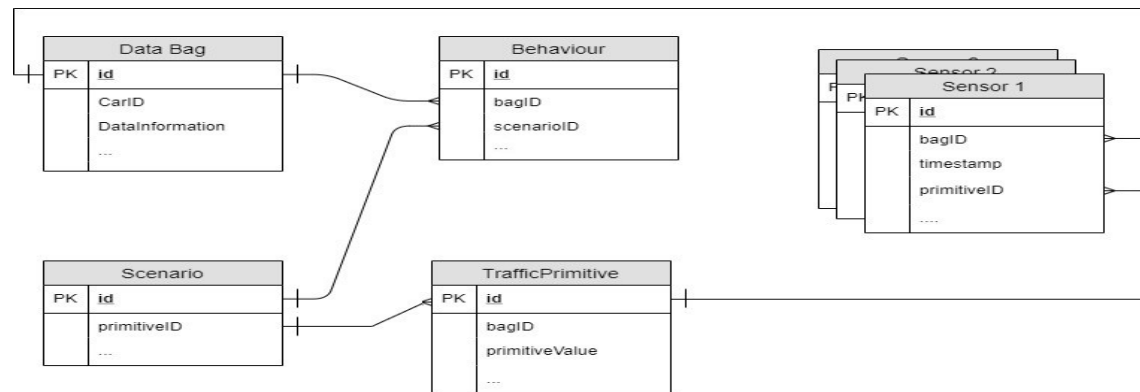 Data Bag
PK id
CarID
DataInformation
...
Behaviour
PK id
bagID
scenarioID
...
Sensor 2
Sensor 1
PK id
bagID
timestamp
primitiveID
....
Scenario
PK id
primitiveID
...
TrafficPrimitive
PK id
bagID
primitiveValue
...